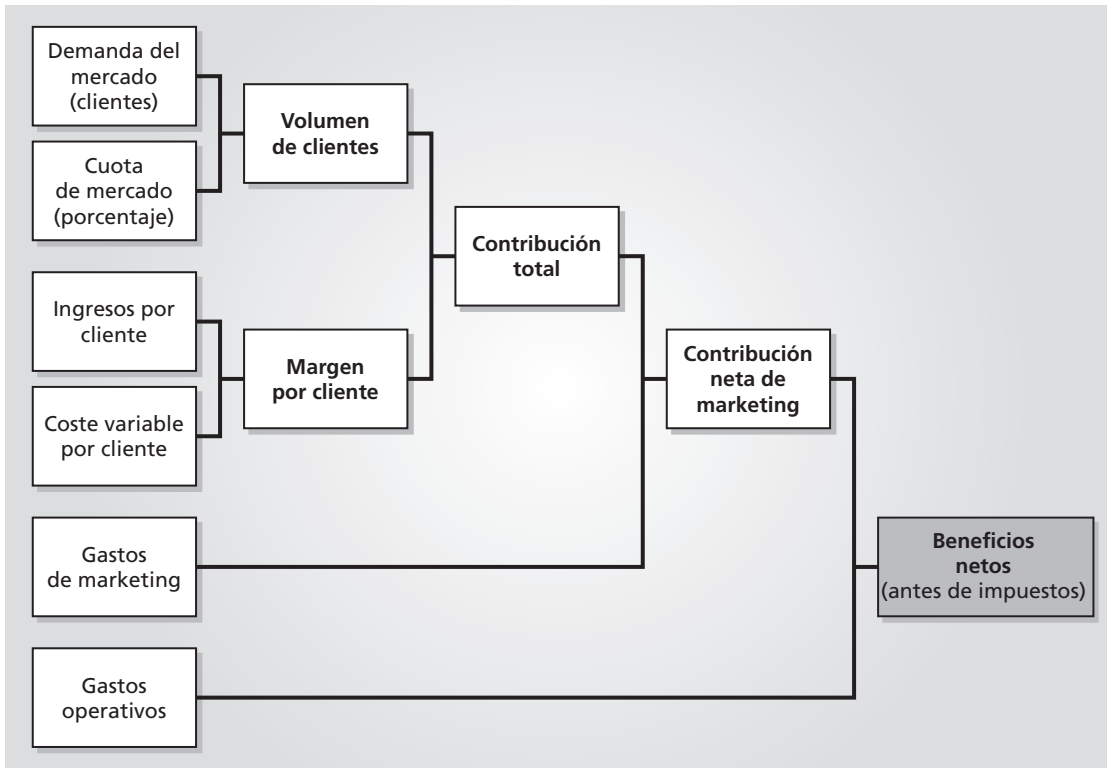 Demanda del
mercado
(clientes)
Cuota
de mercado
(porcentaje)
Volumen
de clientes
Ingresos por
cliente
Coste variable
por cliente
Margen
por cliente
Contribución
total
Gastos
de marketing
Contribución
neta de
marketing
Gastos
operativos
Beneficios
netos
(antes de impuestos)